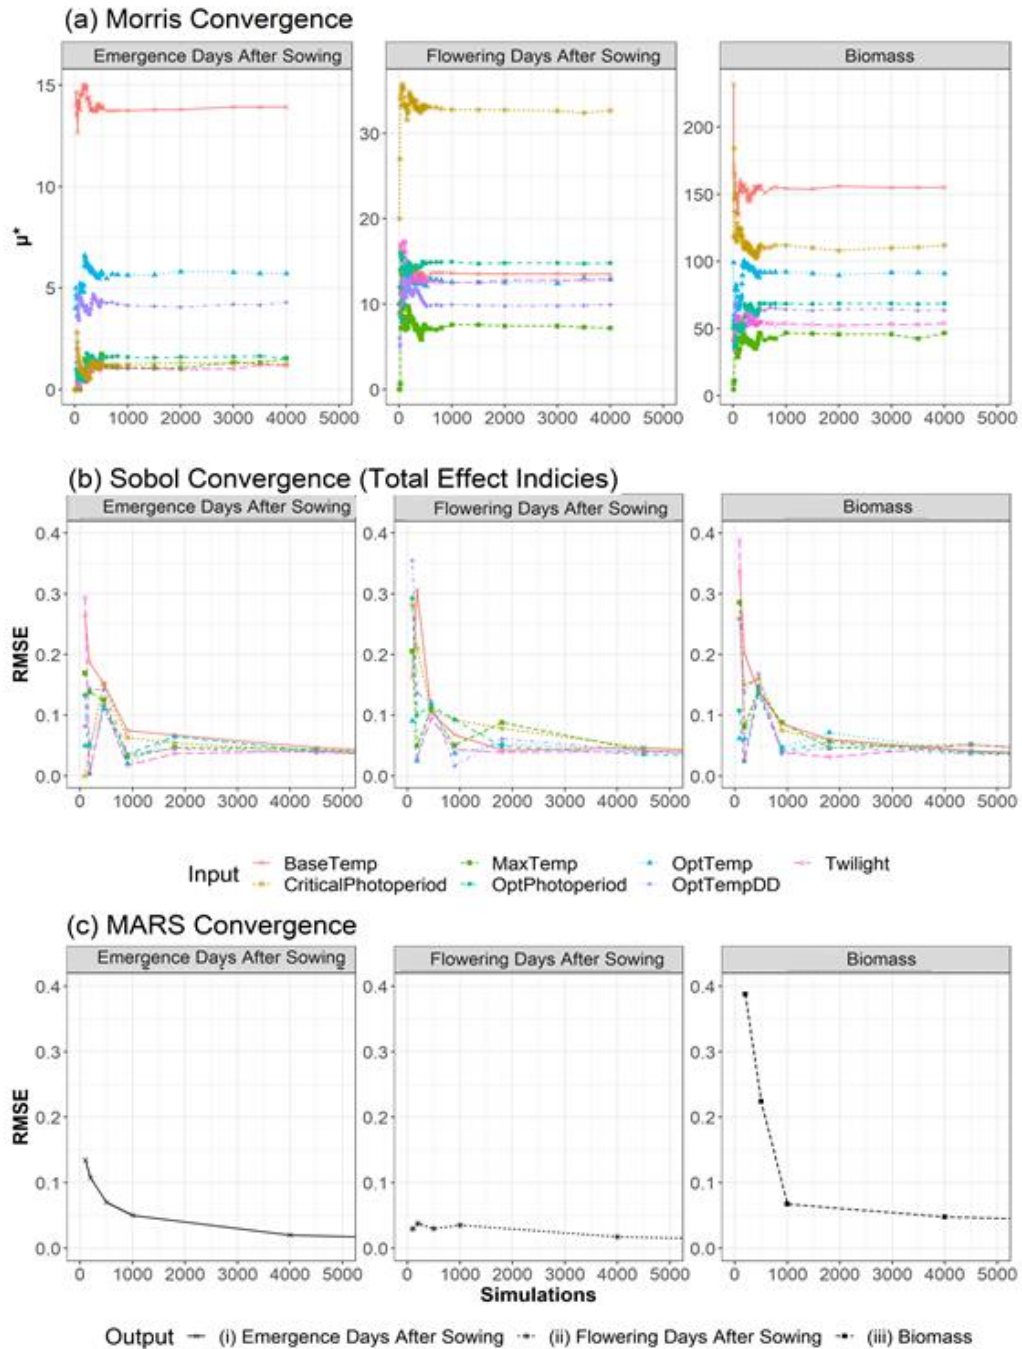 (a) Morris Convergence
Emergence Days After Sowing
Flowering Days After Sowing
Biomass
15
10
5
0
30
20
10
0
200
150
100
50
0
μ*
0 1000 2000 3000 4000 5000
0 1000 2000 3000 4000 5000
0 1000 2000 3000 4000 5000
(b) Sobol Convergence (Total Effect Indicies)
Emergence Days After Sowing
Flowering Days After Sowing
Biomass
0.4
0.3
0.2
0.1
0.0
0.4
0.3
0.2
0.1
0.0
0.4
0.3
0.2
0.1
0.0
RMSE
0 1000 2000 3000 4000 5000
0 1000 2000 3000 4000 5000
0 1000 2000 3000 4000 5000
Input
BaseTemp MaxTemp OptTemp Twilight
CriticalPhotoperiod OptPhotoperiod OptTempDD
(c) MARS Convergence
Emergence Days After Sowing
Flowering Days After Sowing
Biomass
0.4
0.3
0.2
0.1
0.0
0.4
0.3
0.2
0.1
0.0
0.4
0.3
0.2
0.1
0.0
RMSE
0 1000 2000 3000 4000 5000
0 1000 2000 3000 4000 5000
0 1000 2000 3000 4000 5000
Simulations
Output (i) Emergence Days After Sowing (ii) Flowering Days After Sowing (iii) Biomass